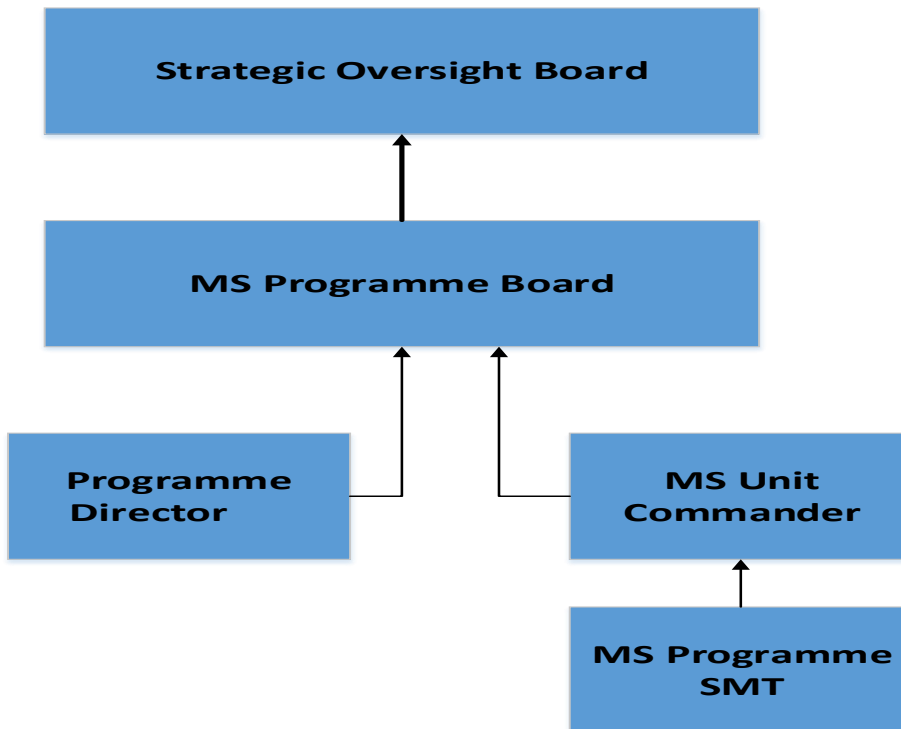 Strategic Oversight Board
MS Programme Board
Programme
Director
MS Unit
Commander
MS Programme
SMT